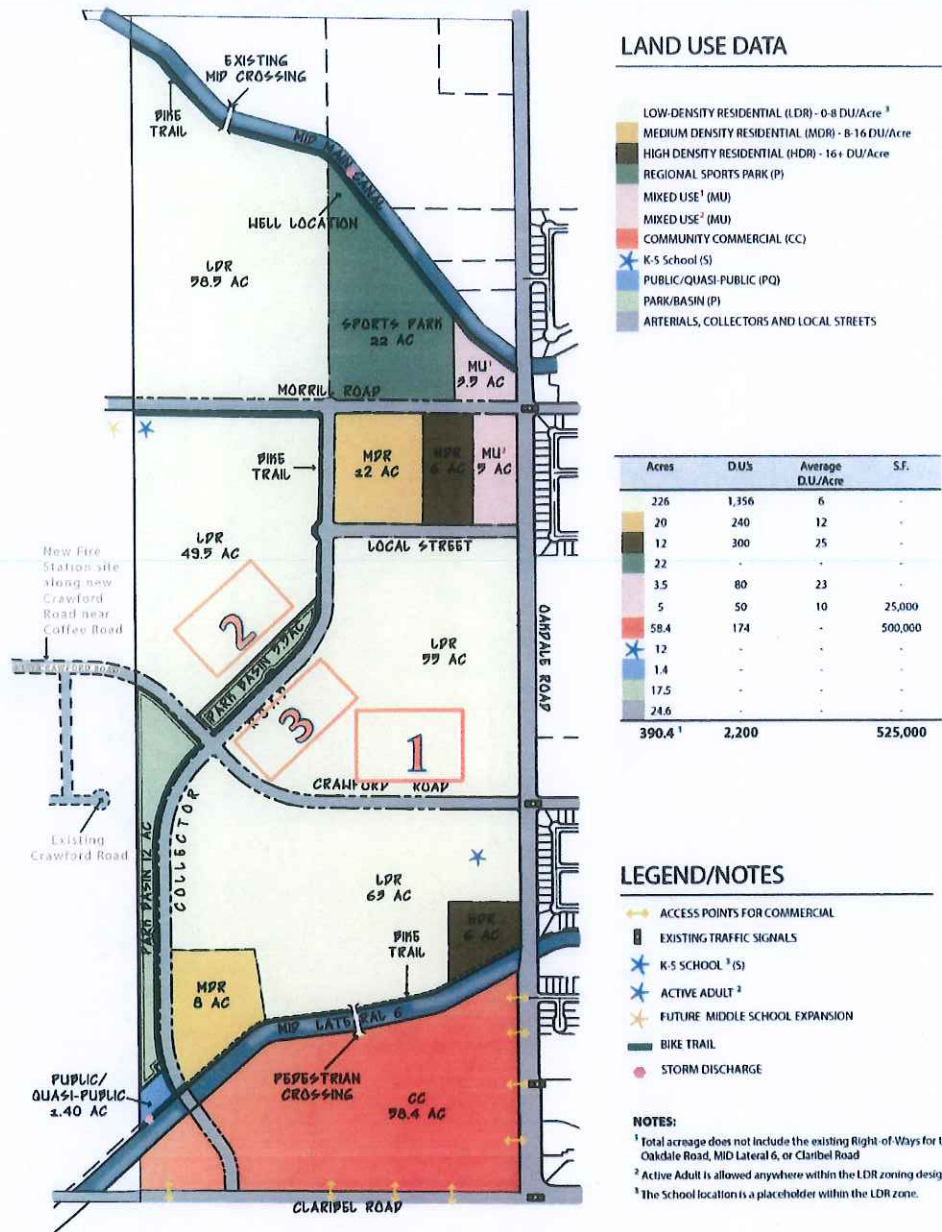 EXISTING
MID CROSSING
BIKE
TRAIL
MID MAIN CANAL
WELL LOCATION
LDR
58.5 AC
SPORTS PARK
22 AC
MU¹
3.5 AC
MORRILL ROAD
BIKE
TRAIL
MDR
12 AC
HDR
6 AC
MU²
5 AC
LDR
49.5 AC
LOCAL STREET
New Fire
Station site
along new
Crawford
Road near
Coffee Road
2
PARK BASIN 5.5 AC
LDR
55 AC
OAKDALE ROAD
ROAD
3
1
CRAWFORD ROAD
Existing
Crawford Road
COLLECTOR
PARK BASIN 12 AC
LDR
63 AC
HDR
6 AC
BIKE
TRAIL
MDR
8 AC
MID LATERAL 6
PUBLIC/
QUASI-PUBLIC
1.40 AC
PEDESTRIAN
CROSSING
CC
58.4 AC
CLARIBEL ROAD
LAND USE DATA
LOW-DENSITY RESIDENTIAL (LDR) - 0-8 DU/Acre ³
MEDIUM DENSITY RESIDENTIAL (MDR) - 8-16 DU/Acre
HIGH DENSITY RESIDENTIAL (HDR) - 16+ DU/Acre
REGIONAL SPORTS PARK (P)
MIXED USE¹ (MU)
MIXED USE² (MU)
COMMUNITY COMMERCIAL (CC)
K-5 School (S)
PUBLIC/QUASI-PUBLIC (PQ)
PARK/BASIN (P)
ARTERIALS, COLLECTORS AND LOCAL STREETS
Acres D.U.'s Average D.U./Acre S.F.
226 1,356 6 -
20 240 12 -
12 300 25 -
22 - - -
3.5 80 23 -
5 50 10 25,000
58.4 174 - 500,000
12 - - -
1.4 - - -
17.5 - - -
24.6 - - -
390.4 ¹ 2,200 525,000
LEGEND/NOTES
ACCESS POINTS FOR COMMERCIAL
EXISTING TRAFFIC SIGNALS
K-5 SCHOOL ³ (S)
ACTIVE ADULT ²
FUTURE MIDDLE SCHOOL EXPANSION
BIKE TRAIL
STORM DISCHARGE
NOTES:
¹ Total acreage does not include the existing Right-of-Ways for
Oakdale Road, MID Lateral 6, or Claribel Road
² Active Adult is allowed anywhere within the LDR zoning
³ The School location is a placeholder within the LDR zone.